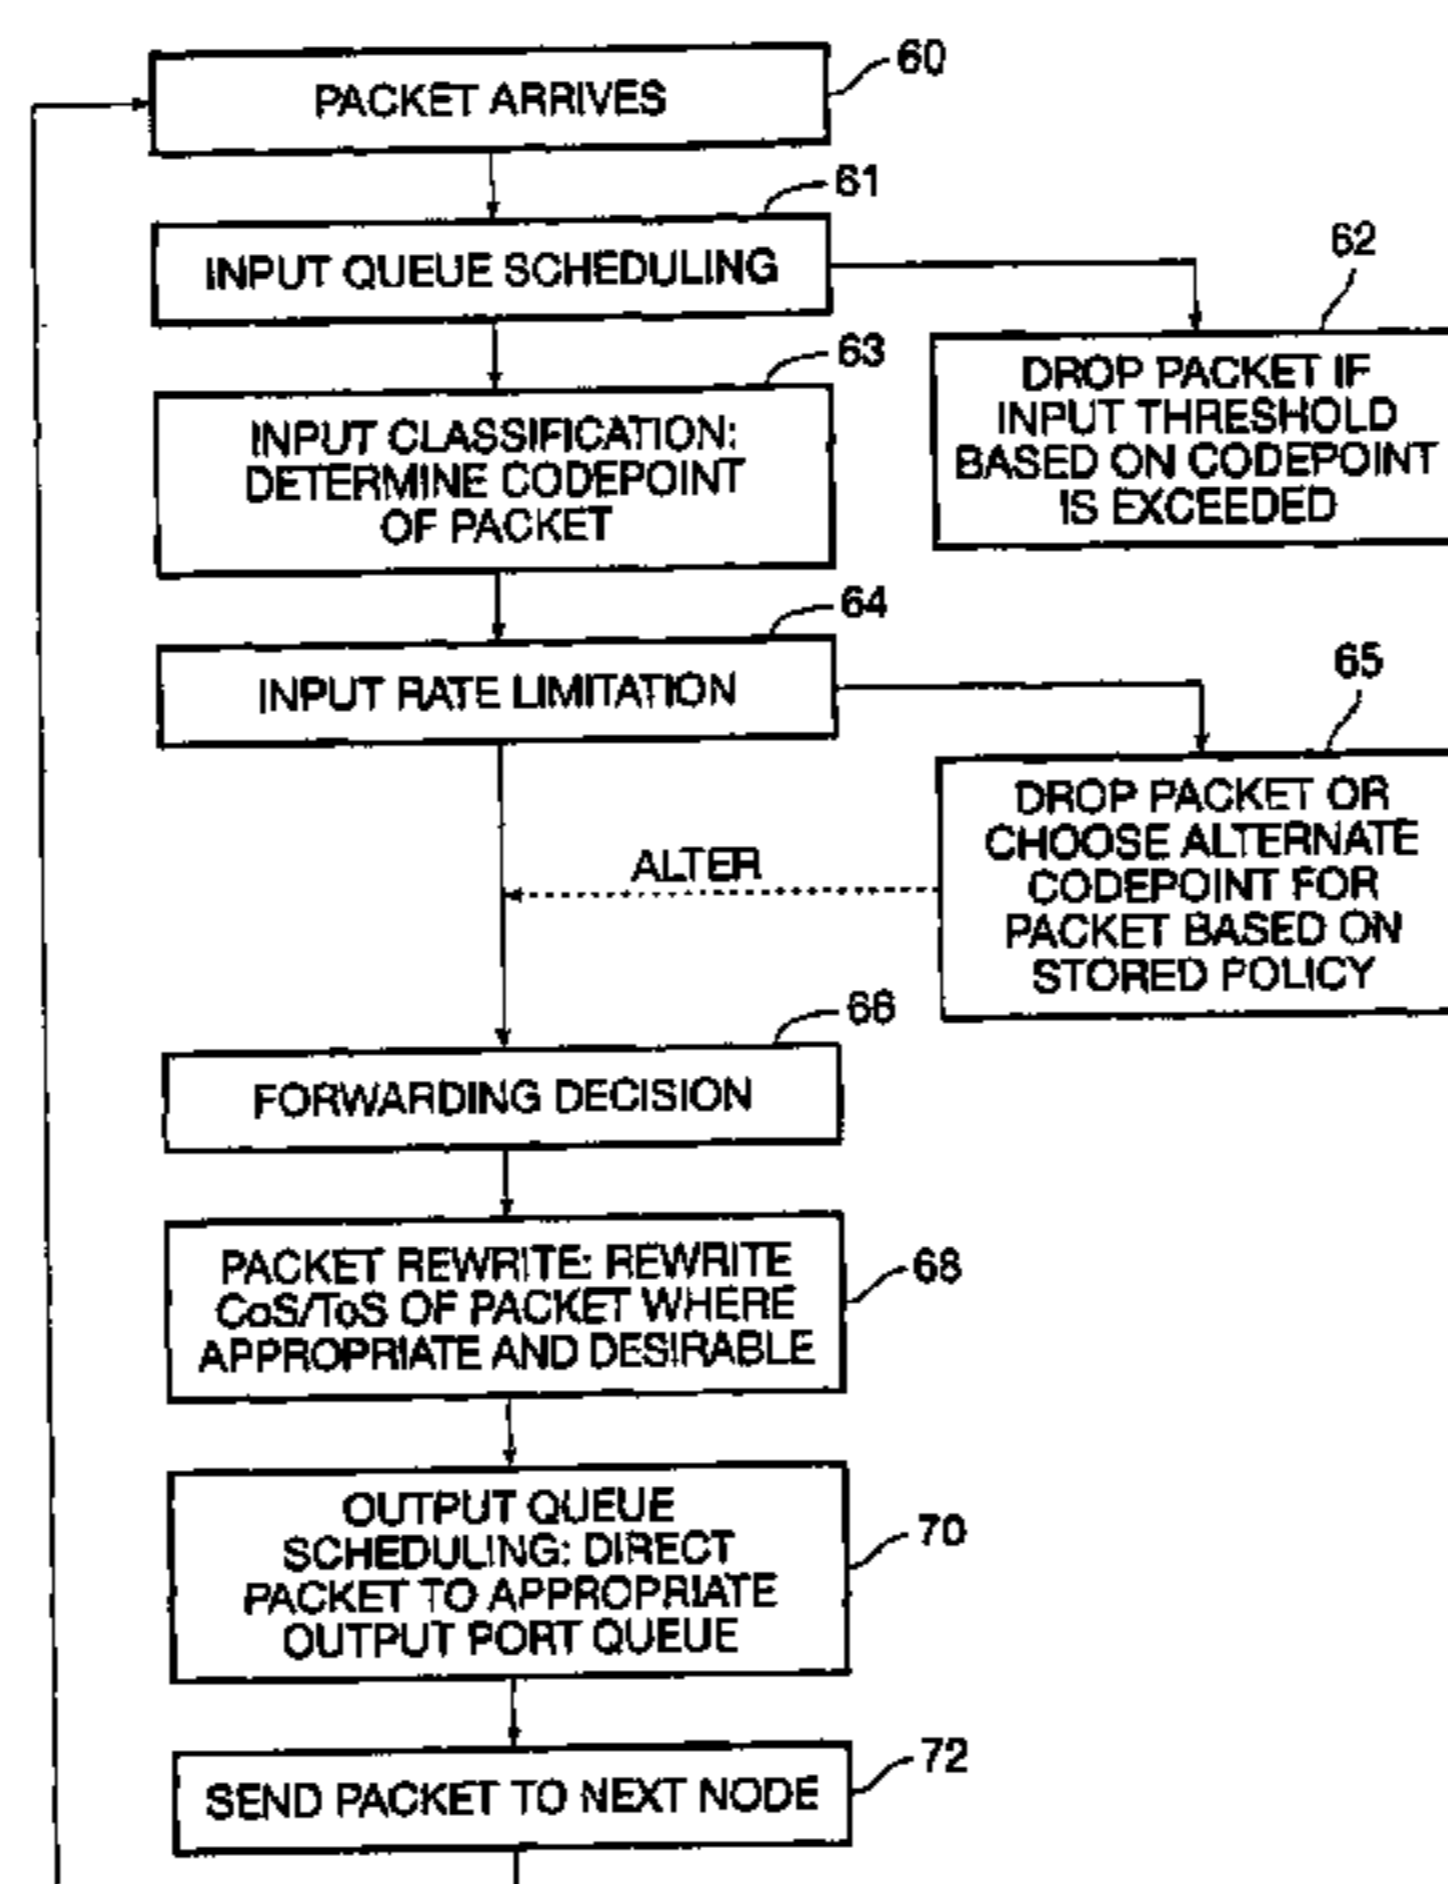 60
PACKET ARRIVES
61
INPUT QUEUE SCHEDULING
62
DROP PACKET IF
INPUT THRESHOLD
BASED ON CODEPOINT
IS EXCEEDED
63
INPUT CLASSIFICATION:
DETERMINE CODEPOINT
OF PACKET
64
INPUT RATE LIMITATION
65
DROP PACKET OR
CHOOSE ALTERNATE
CODEPOINT FOR
PACKET BASED ON
STORED POLICY
ALTER
66
FORWARDING DECISION
PACKET REWRITE: REWRITE
CoS/ToS OF PACKET WHERE
APPROPRIATE AND DESIRABLE
68
OUTPUT QUEUE
SCHEDULING: DIRECT
PACKET TO APPROPRIATE
OUTPUT PORT QUEUE
70
SEND PACKET TO NEXT NODE
72